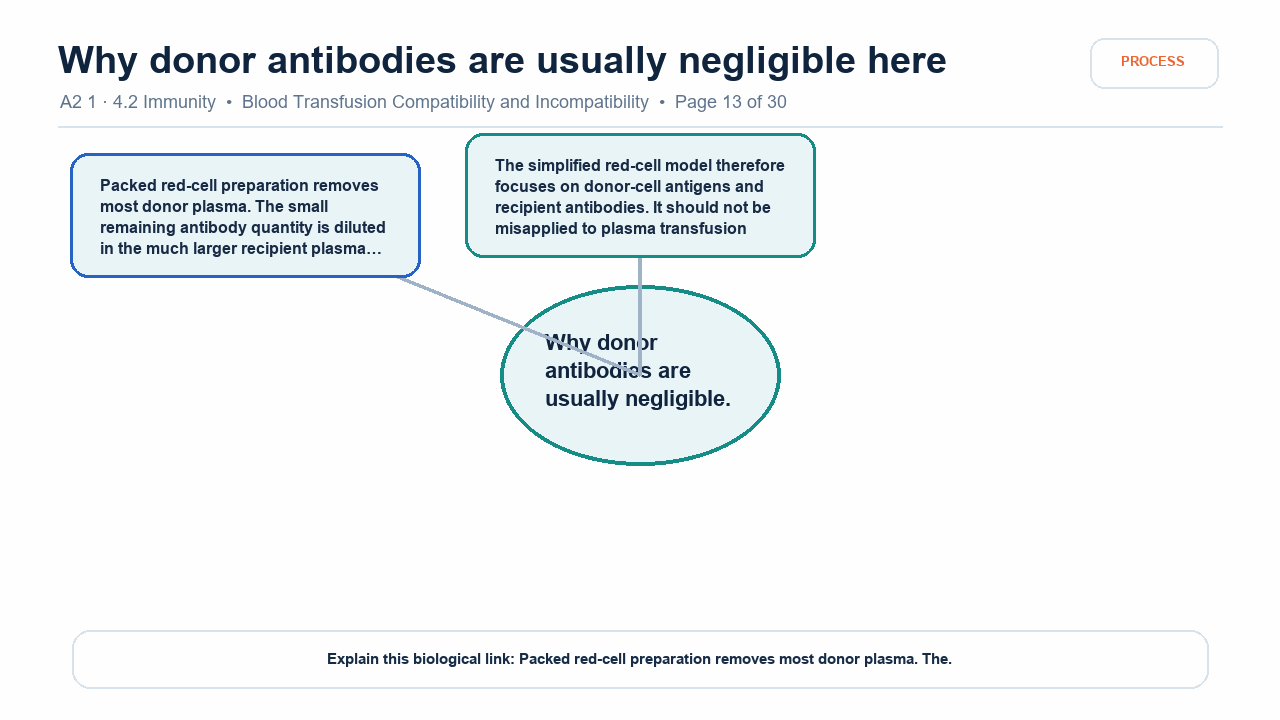 Why donor antibodies are usually negligible here
PROCESS
A2 1 · 4.2 Immunity • Blood Transfusion Compatibility and Incompatibility • Page 13 of 30
Packed red-cell preparation removes
most donor plasma. The small
remaining antibody quantity is diluted
in the much larger recipient plasma…
The simplified red-cell model therefore
focuses on donor-cell antigens and
recipient antibodies. It should not be
misapplied to plasma transfusion
Why donor
antibodies are
usually negligible.
Explain this biological link: Packed red-cell preparation removes most donor plasma. The.